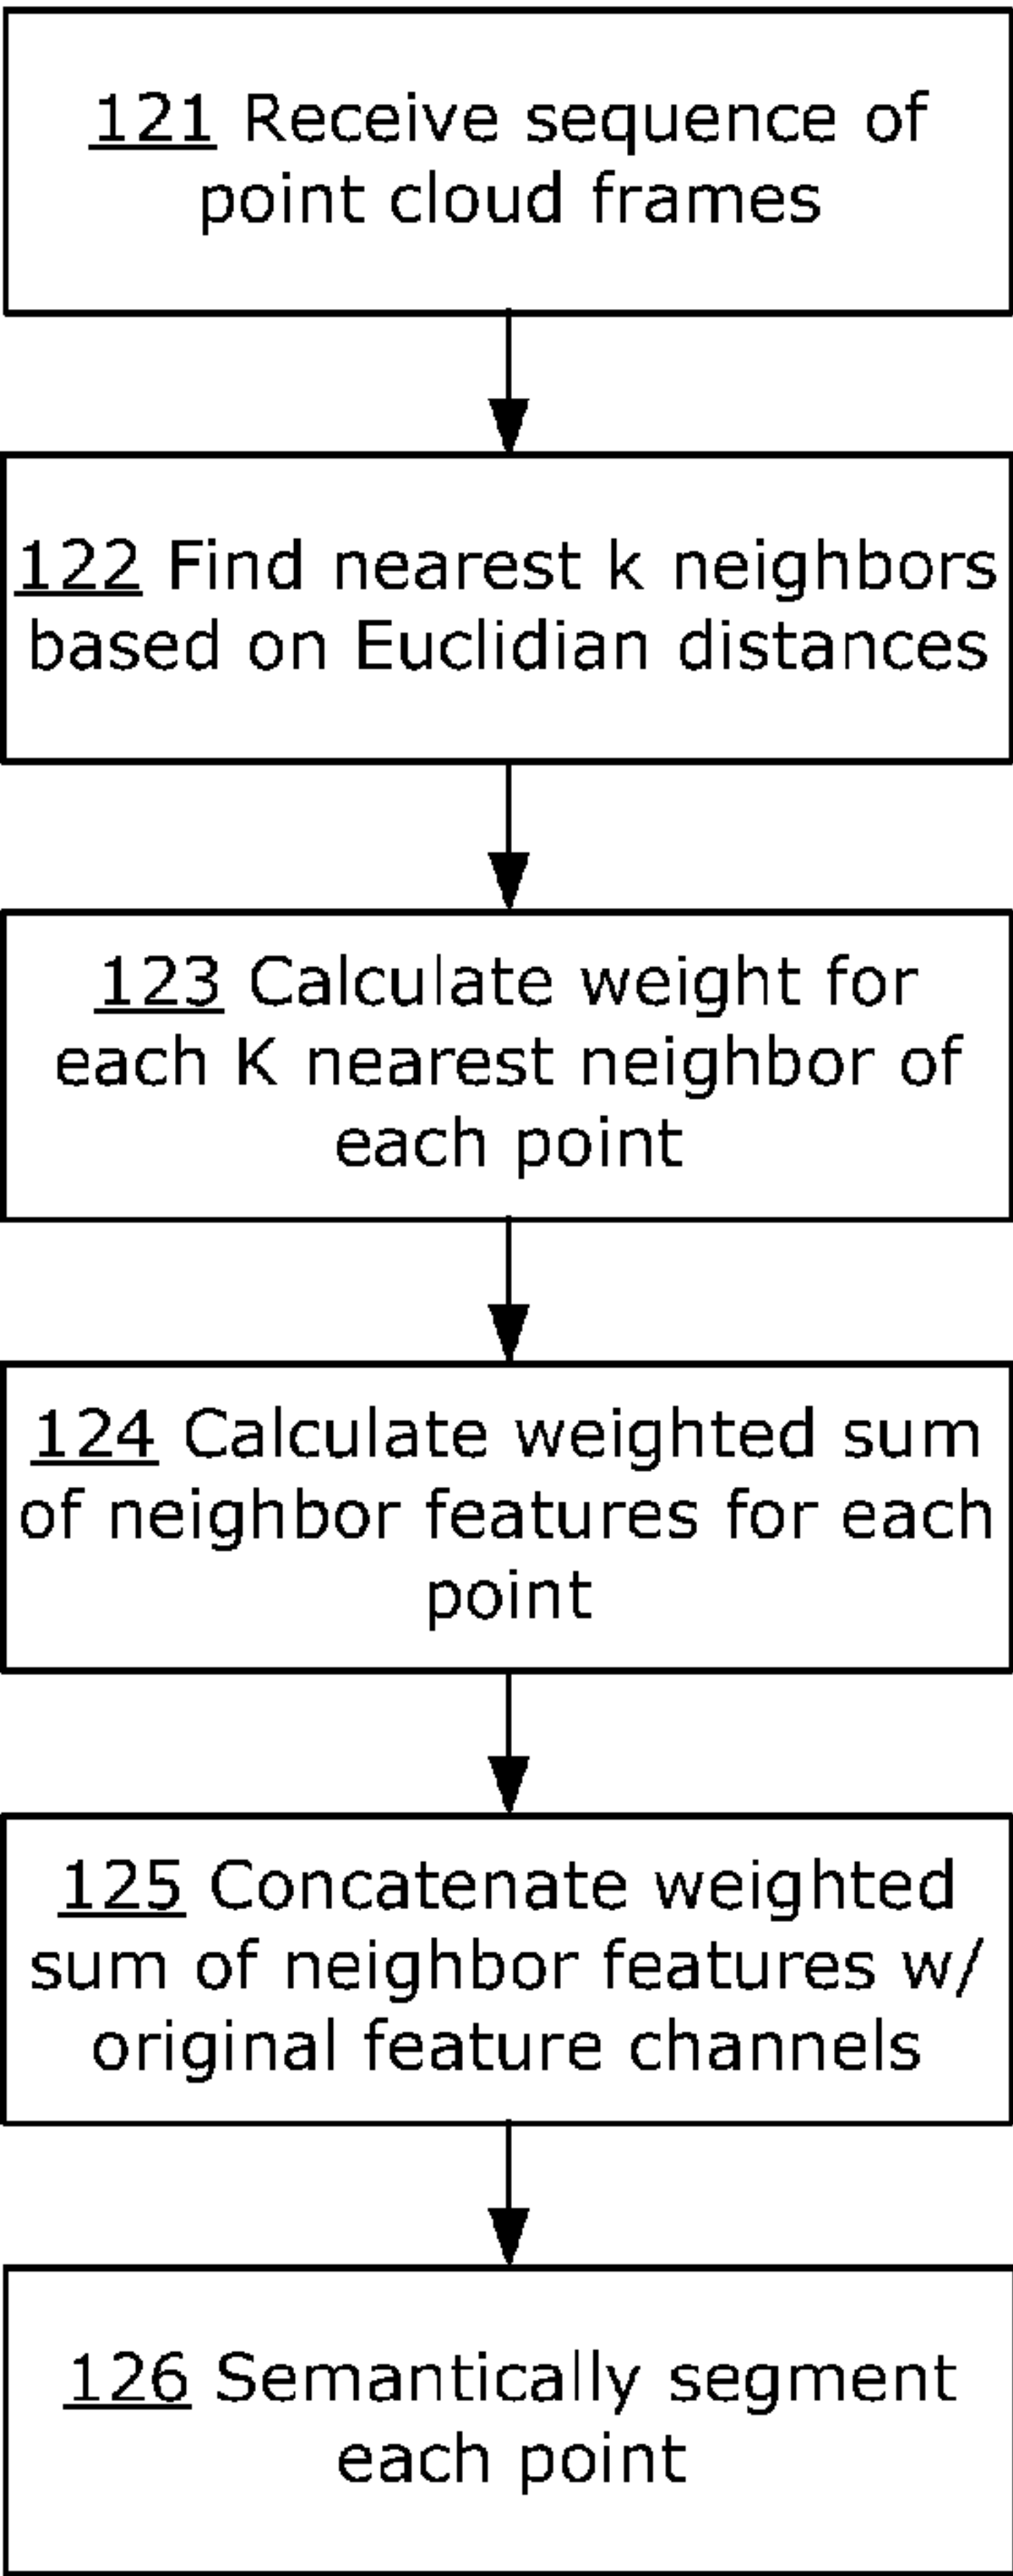 121 Receive sequence of
point cloud frames
122 Find nearest k neighbors
based on Euclidian distances
123 Calculate weight for
each K nearest neighbor of
each point
124 Calculate weighted sum
of neighbor features for each
point
125 Concatenate weighted
sum of neighbor features w/
original feature channels
126 Semantically segment
each point